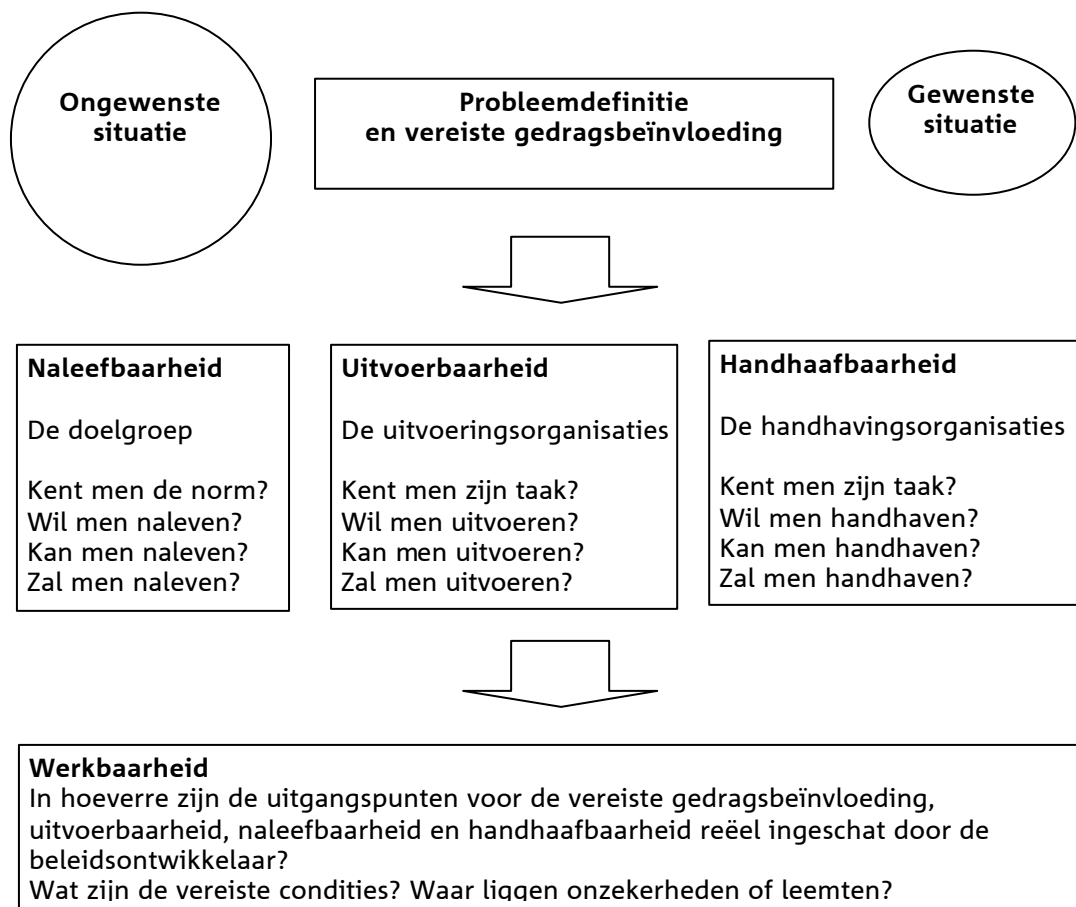 Ongewenste
situatie
Probleemdefinitie
en vereiste gedragsbeïnvloeding
Gewenste
situatie
Naleefbaarheid
De doelgroep
Kent men de norm?
Wil men naleven?
Kan men naleven?
Zal men naleven?
Uitvoerbaarheid
De uitvoeringsorganisaties
Kent men zijn taak?
Wil men uitvoeren?
Kan men uitvoeren?
Zal men uitvoeren?
Handhaafbaarheid
De handhavingsorganisaties
Kent men zijn taak?
Wil men handhaven?
Kan men handhaven?
Zal men handhaven?
Werkbaarheid
In hoeverre zijn de uitgangspunten voor de vereiste gedragsbeïnvloeding,
uitvoerbaarheid, naleefbaarheid en handhaafbaarheid reëel ingeschat door de
beleidsontwikkelaar?
Wat zijn de vereiste condities? Waar liggen onzekerheden of leemten?